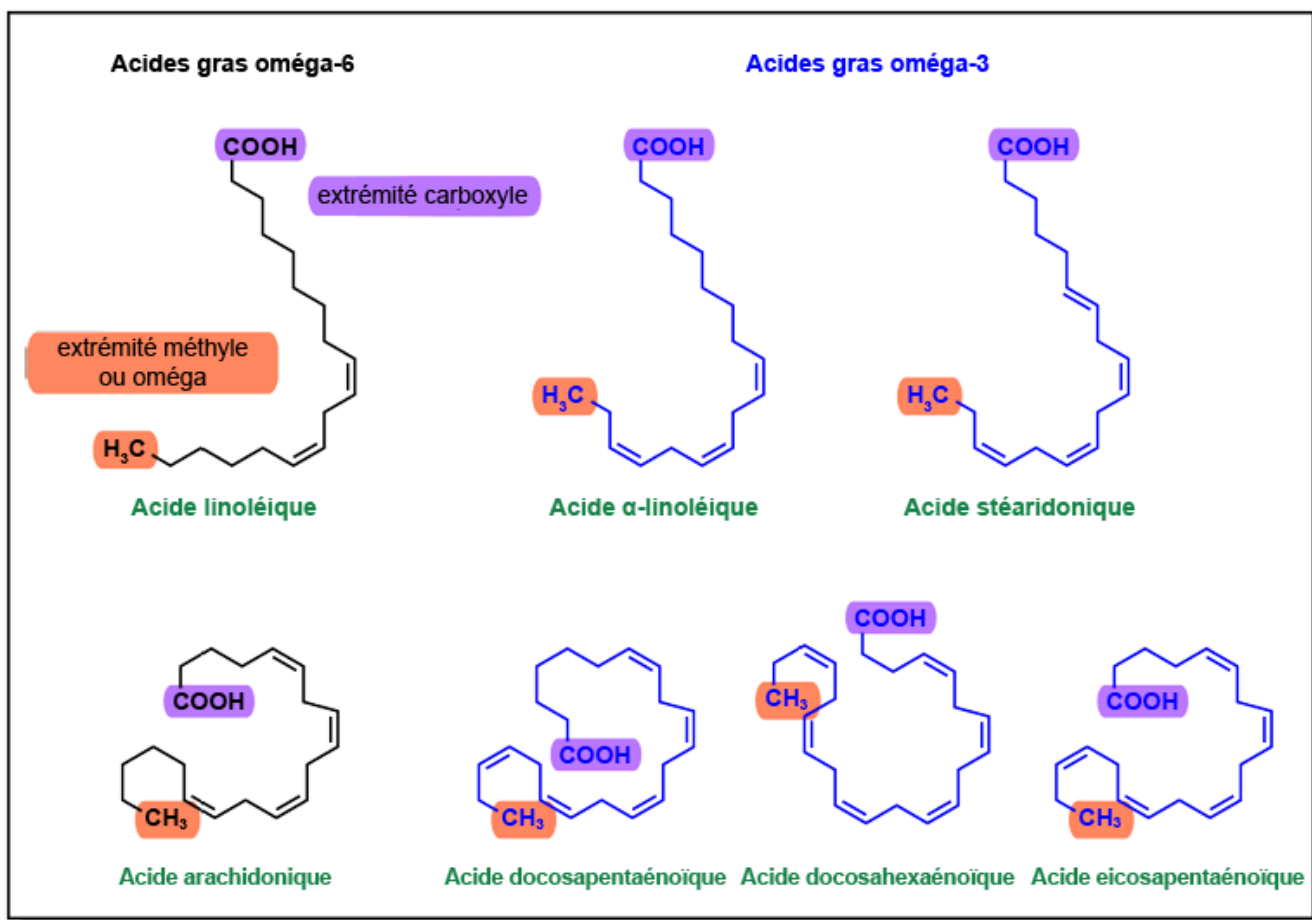 Acides gras oméga-6
Acides gras oméga-3
COOH
COOH
COOH
extrémité carboxyle
extrémité méthyle
ou oméga
H₃C
H₃C
H₃C
Acide linoléique
Acide α-linoléique
Acide stéaridonique
COOH
COOH
COOH
COOH
CH₃
CH₃
CH₃
CH₃
Acide arachidonique
Acide docosapentaénoïque
Acide docosahexaénoïque
Acide eicosapentaénoïque